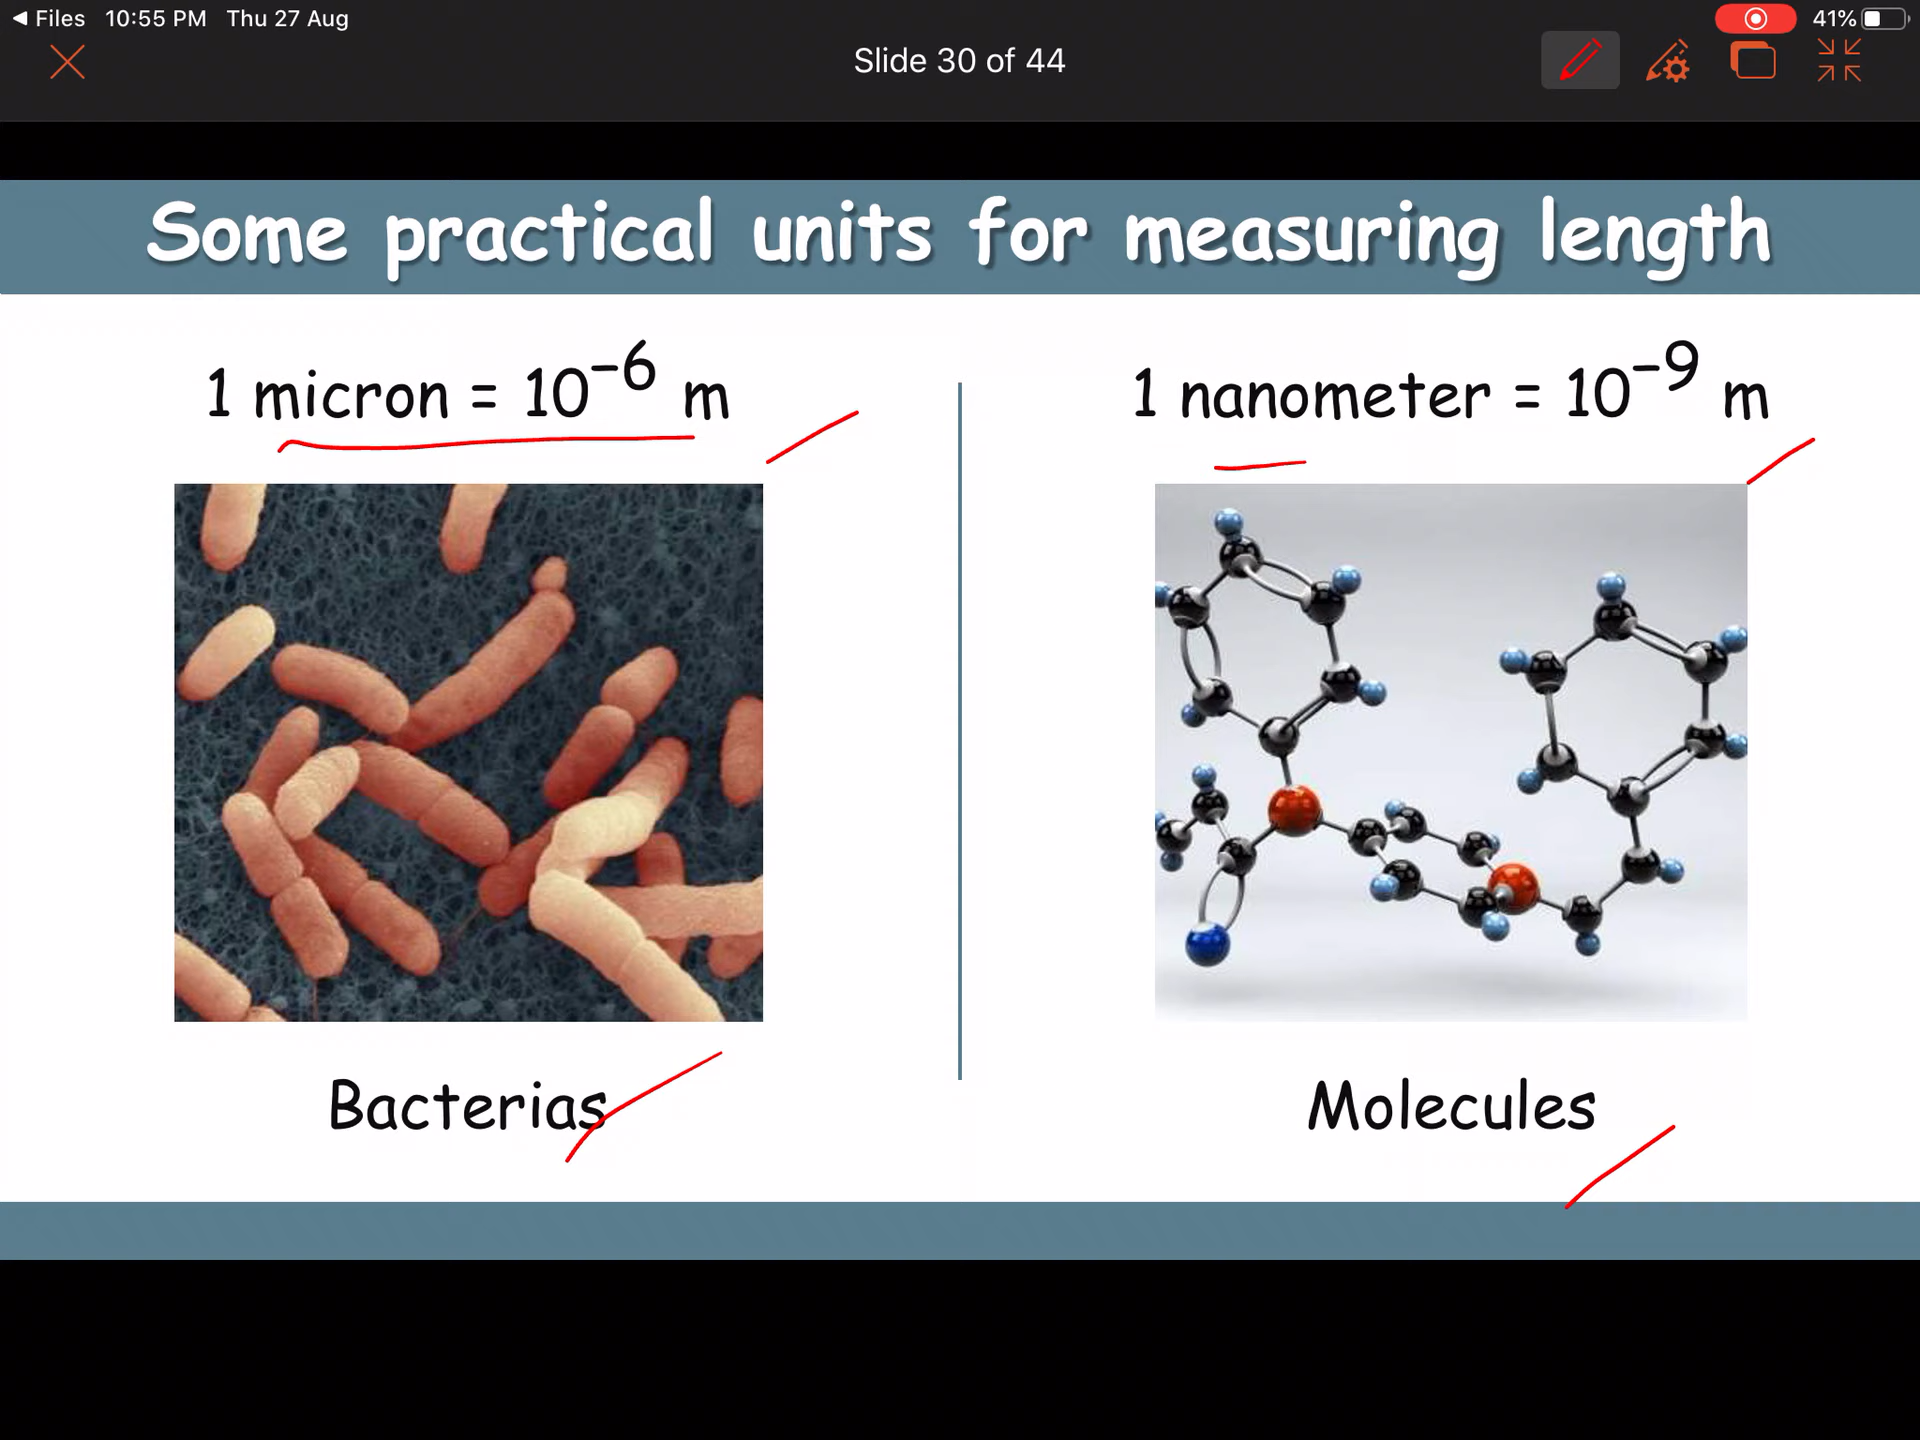 Files 10:55 PM Thu 27 Aug
41%
Slide 30 of 44
Some practical units for measuring length
1 micron = 10⁻⁶ m
1 nanometer = 10⁻⁹ m
Bacterias
Molecules